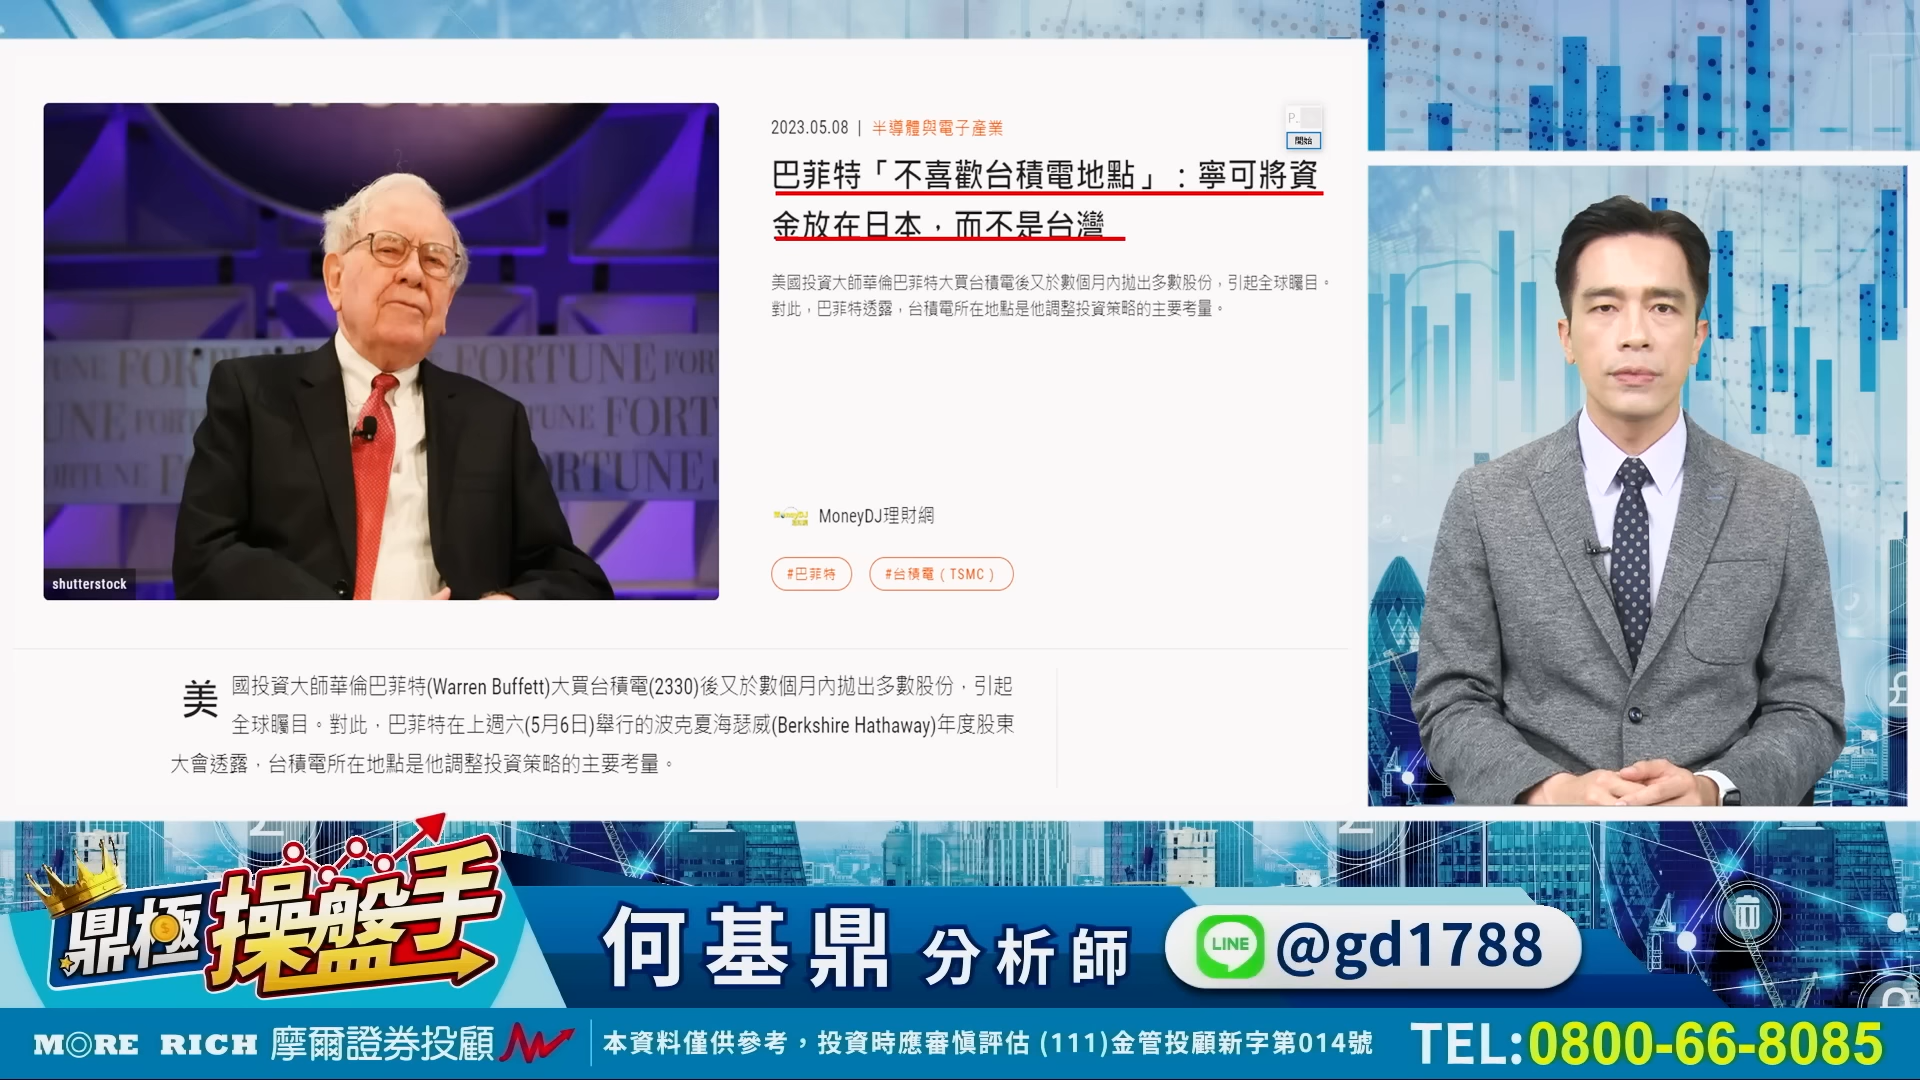 2023.05.08 | 半導體與電子產業
P..
開始
巴菲特「不喜歡台積電地點」:寧可將資
金放在日本,而不是台灣
美國投資大師華倫巴菲特大買台積電後又於數個月內拋出多數股份,引起全球矚目。
對此,巴菲特透露,台積電所在地點是他調整投資策略的主要考量。
FORTUNE FORTUNE FOR
FORTUNE FORT
shutterstock
MoneyDJ理財網
#巴菲特 #台積電(TSMC)
美國投資大師華倫巴菲特(Warren Buffett)大買台積電(2330)後又於數個月內拋出多數股份,引起
全球矚目。對此,巴菲特在上週六(5月6日)舉行的波克夏海瑟威(Berkshire Hathaway)年度股東
大會透露,台積電所在地點是他調整投資策略的主要考量。
鼎極操盤手
何基鼎 分析師 LINE @gd1788
MORE RICH 摩爾證券投顧 本資料僅供參考,投資時應審慎評估 (111)金管投顧新字第014號 TEL:0800-66-8085